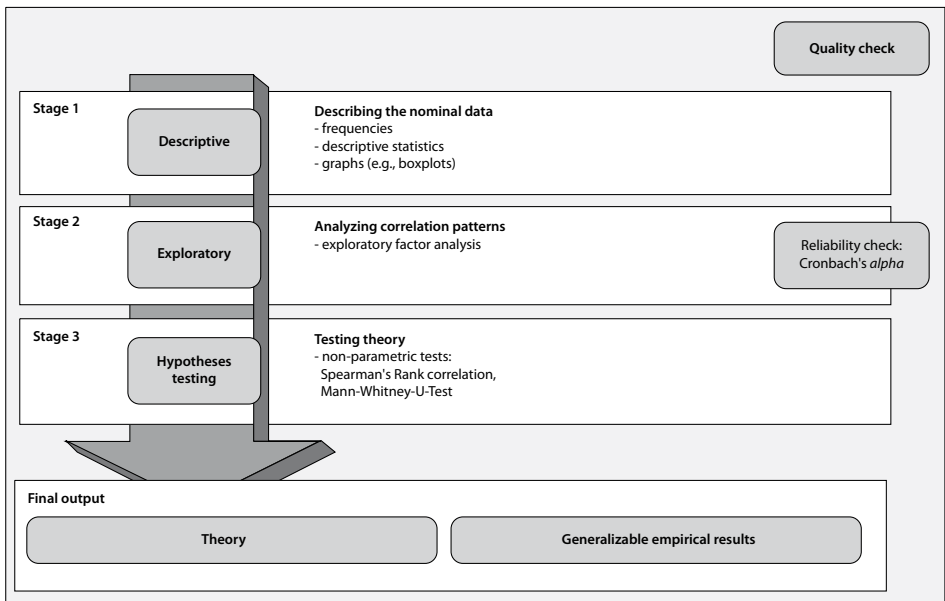 Quality check
Stage 1
Descriptive
Describing the nominal data
- frequencies
- descriptive statistics
- graphs (e.g., boxplots)
Stage 2
Exploratory
Analyzing correlation patterns
- exploratory factor analysis
Reliability check:
Cronbach's alpha
Stage 3
Hypotheses
testing
Testing theory
- non-parametric tests:
Spearman's Rank correlation,
Mann-Whitney-U-Test
Final output
Theory
Generalizable empirical results